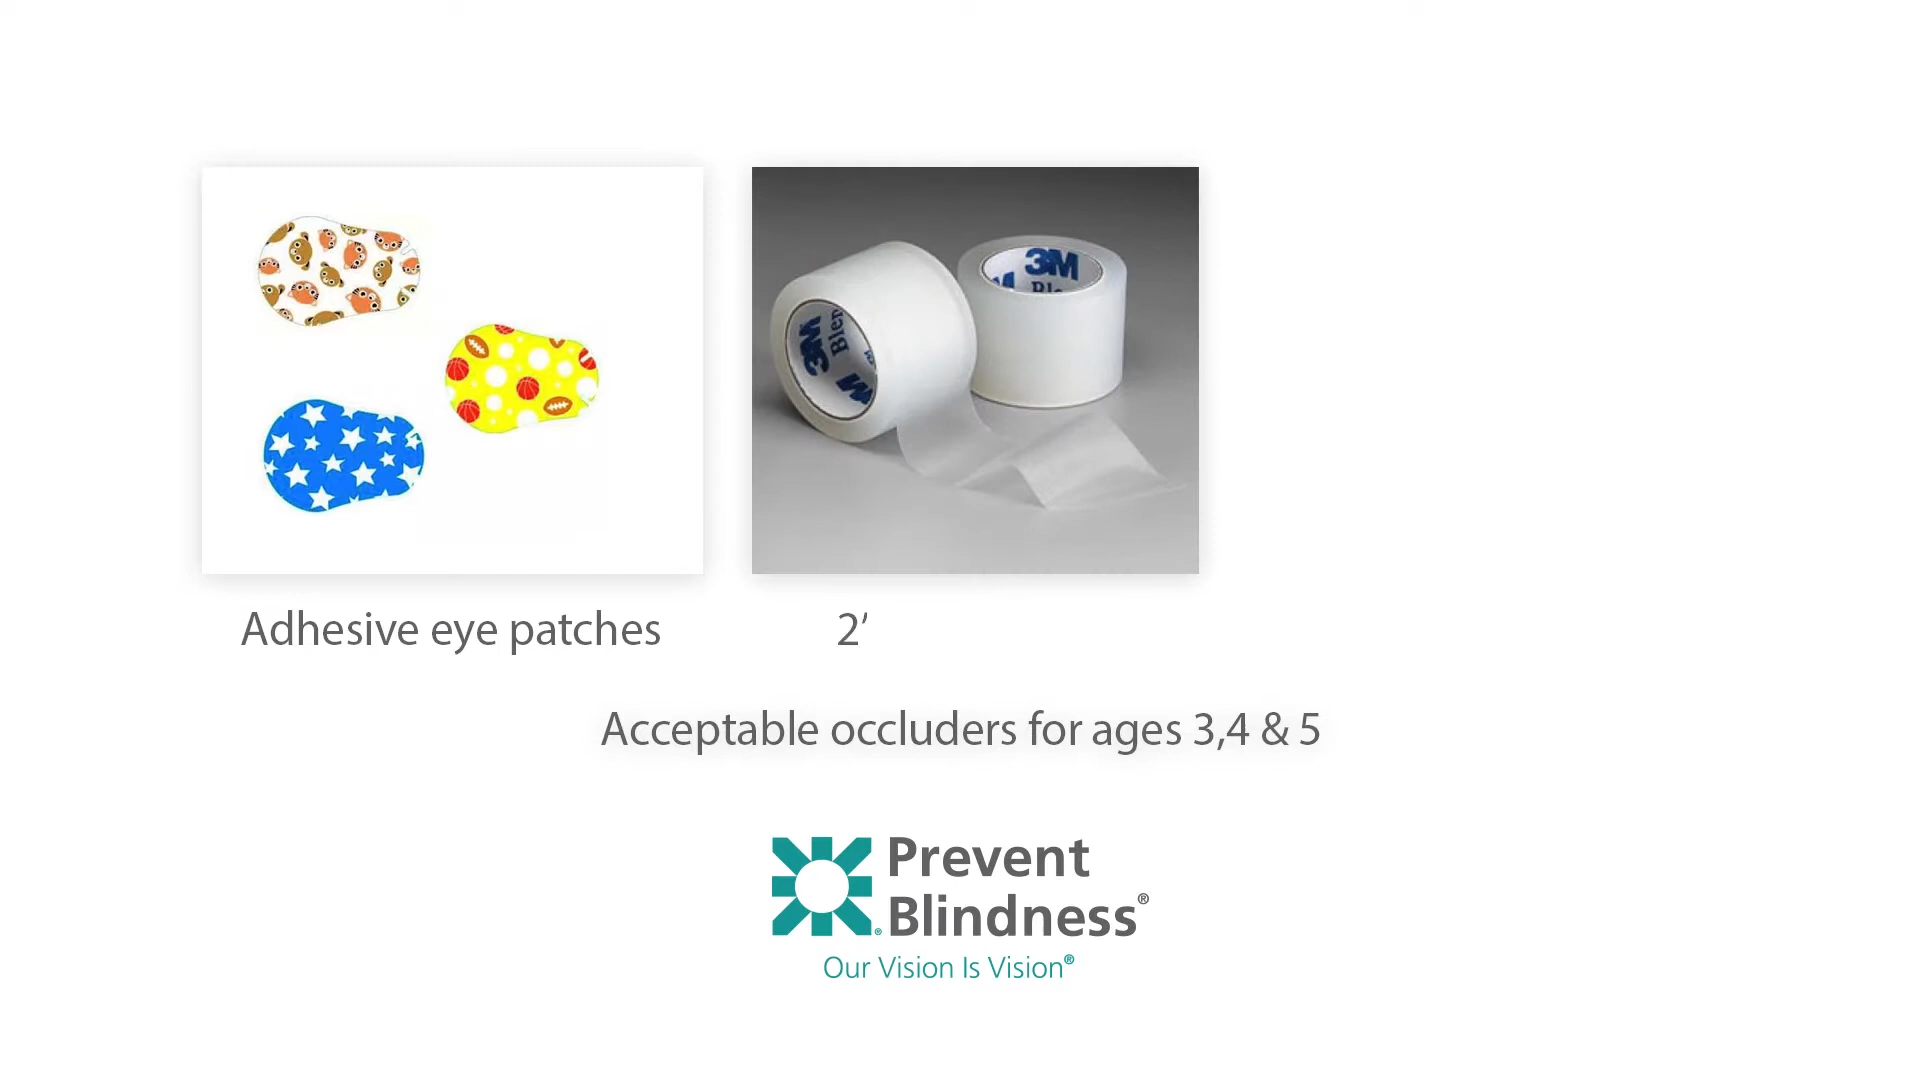 3M
Bler
3M
Ble
Adhesive eye patches
2’
Acceptable occluders for ages 3,4 & 5
Prevent
Blindness®
Our Vision Is Vision®